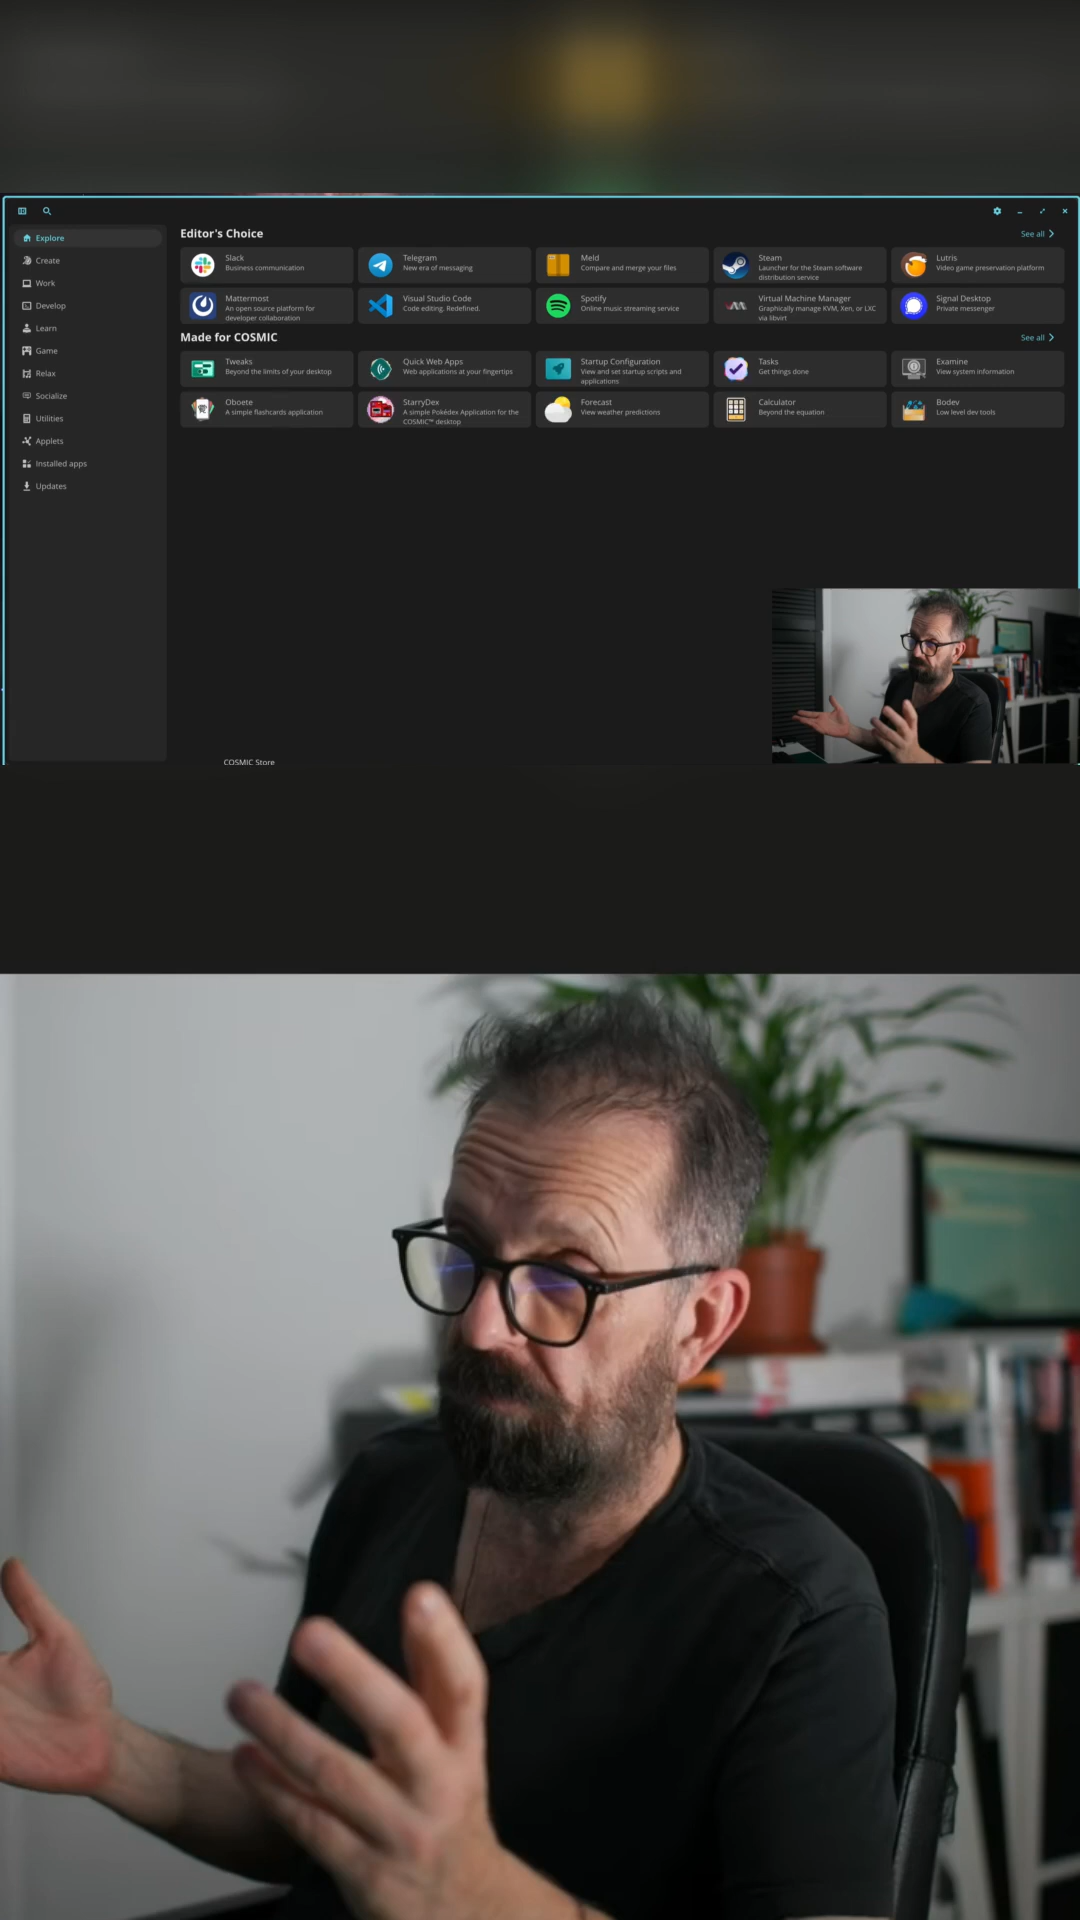 Explore
Create
Work
Develop
Learn
Game
Relax
Socialize
Utilities
Applets
Installed apps
Updates
Editor's Choice
See all
Slack
Business communication
Telegram
New era of messaging
Meld
Compare and merge your files
Steam
Launcher for the Steam software
distribution service
Lutris
Video game preservation platform
Mattermost
An open source platform for
developer collaboration
Visual Studio Code
Code editing. Redefined.
Spotify
Online music streaming service
Virtual Machine Manager
Graphically manage KVM, Xen, or LXC
via libvirt
Signal Desktop
Private messenger
Made for COSMIC
See all
Tweaks
Beyond the limits of your desktop
Quick Web Apps
Web applications at your fingertips
Startup Configuration
View and set startup scripts and
applications
Tasks
Get things done
Examine
View system information
Oboete
A simple flashcards application
StarryDex
A simple Pokédex Application for the
COSMIC™ desktop
Forecast
View weather predictions
Calculator
Beyond the equation
Bodev
Low level dev tools
COSMIC Store